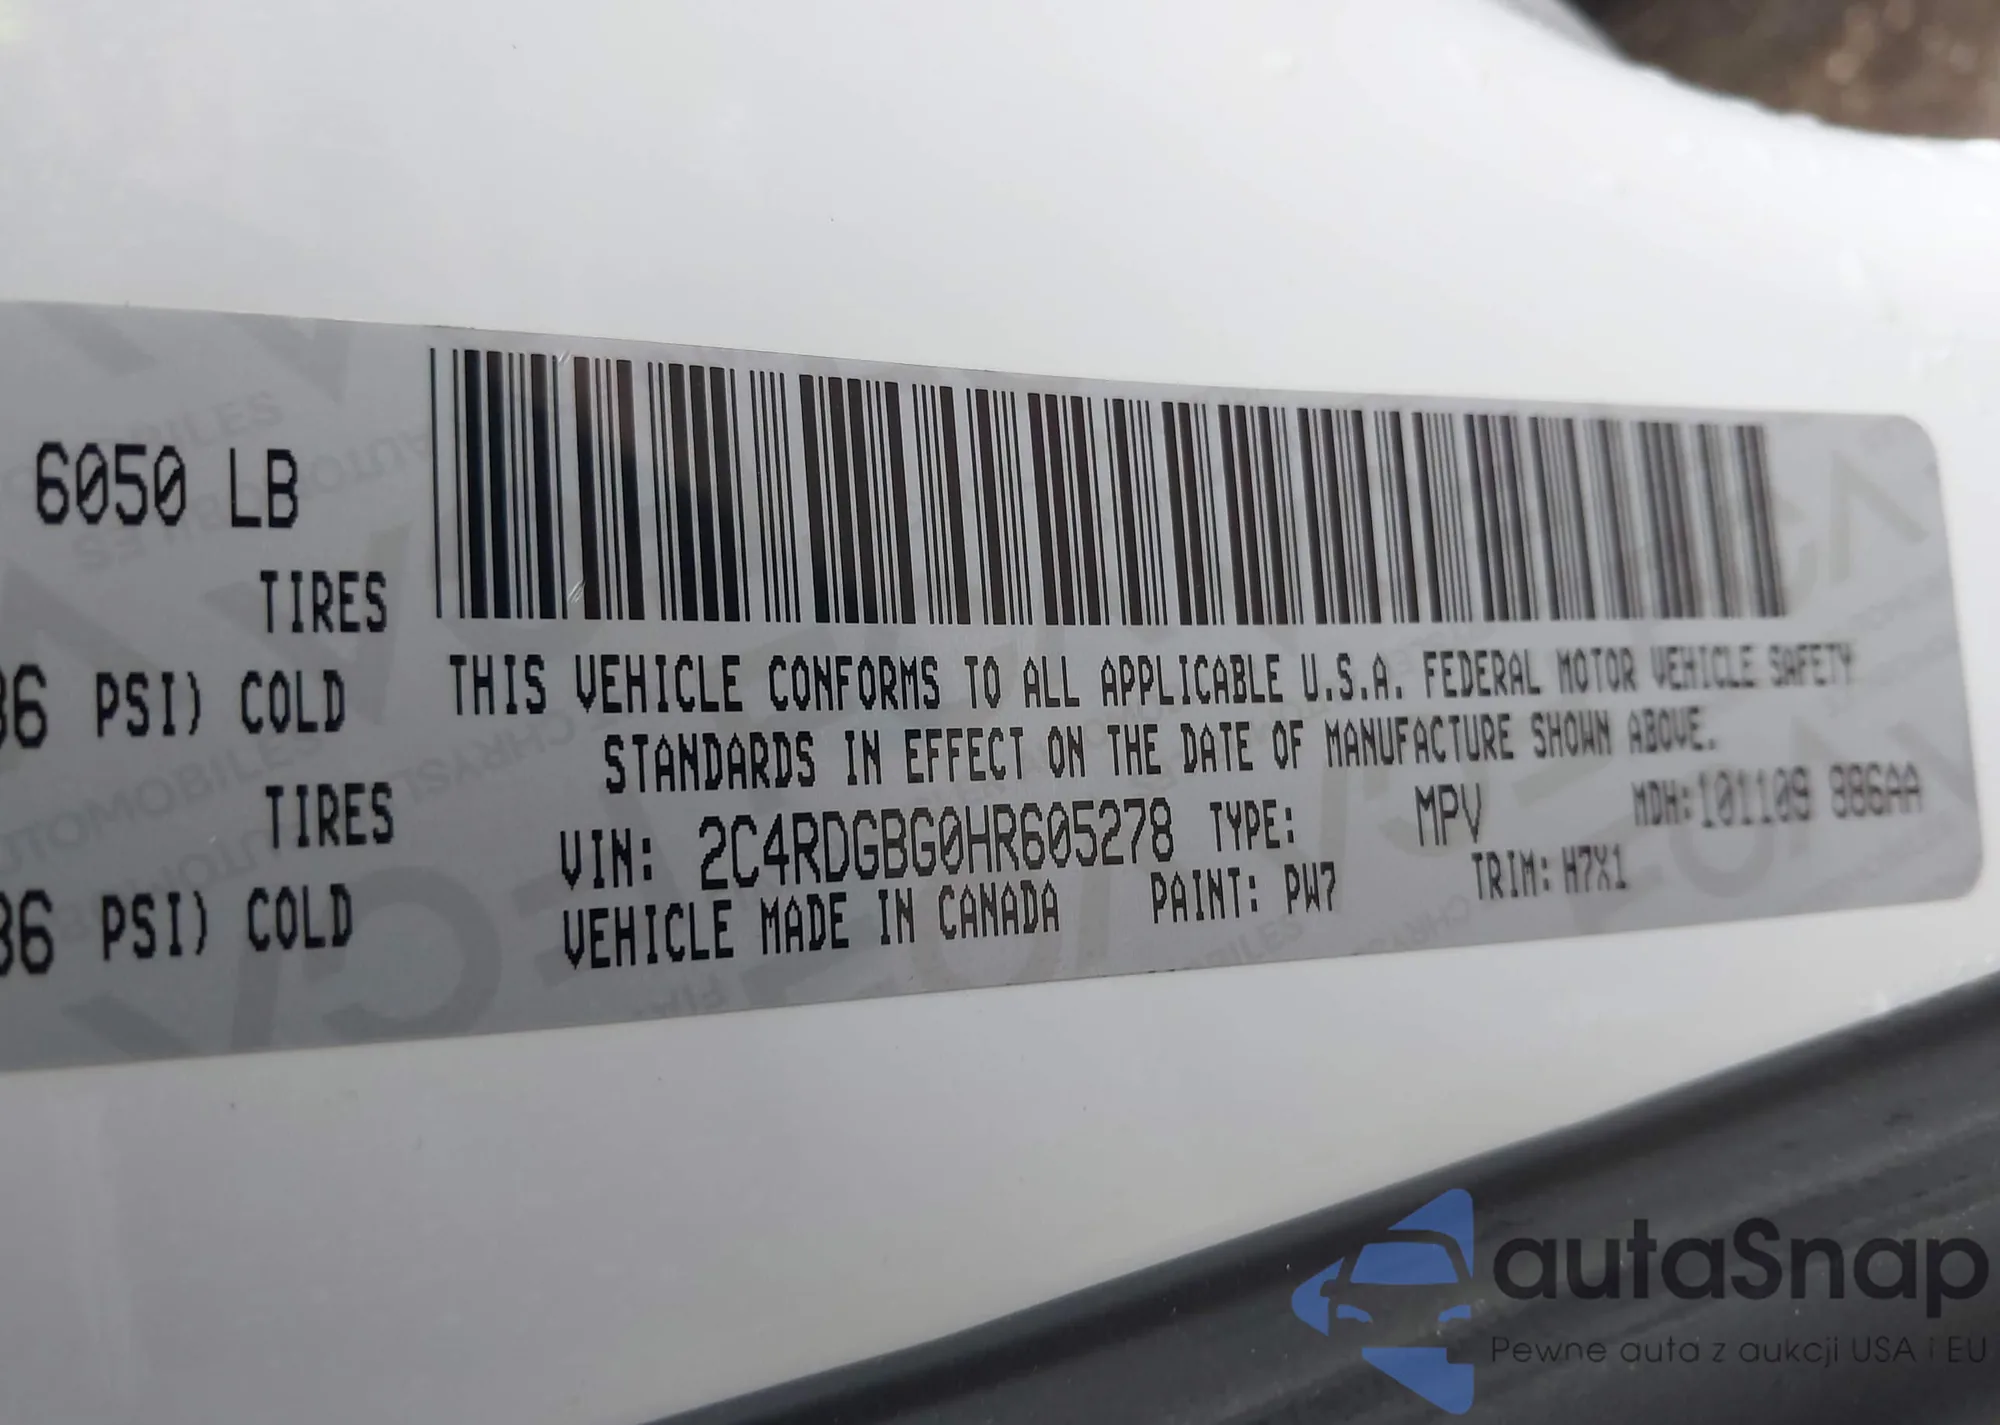 6050 LB
TIRES
36 PSI) COLD
TIRES
36 PSI) COLD
THIS VEHICLE CONFORMS TO ALL APPLICABLE U.S.A. FEDERAL MOTOR VEHICLE SAFETY
STANDARDS IN EFFECT ON THE DATE OF MANUFACTURE SHOWN ABOVE.
VIN: 2C4RDGBG0HR605278 TYPE: MPV MDH: 101109 986AA
VEHICLE MADE IN CANADA PAINT: PW7 TRIM: H7X1
autaSnap
Pewne auta z aukcji USA i EU